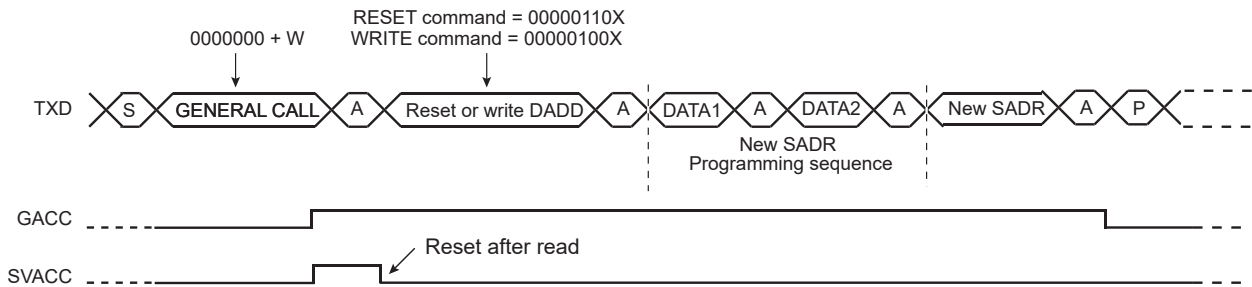 RESET command = 00000110X
0000000 + W WRITE command = 00000100X
TXD S GENERAL CALL A Reset or write DADD A DATA1 A DATA2 A New SADR A P
New SADR
Programming sequence
GACC
Reset after read
SVACC